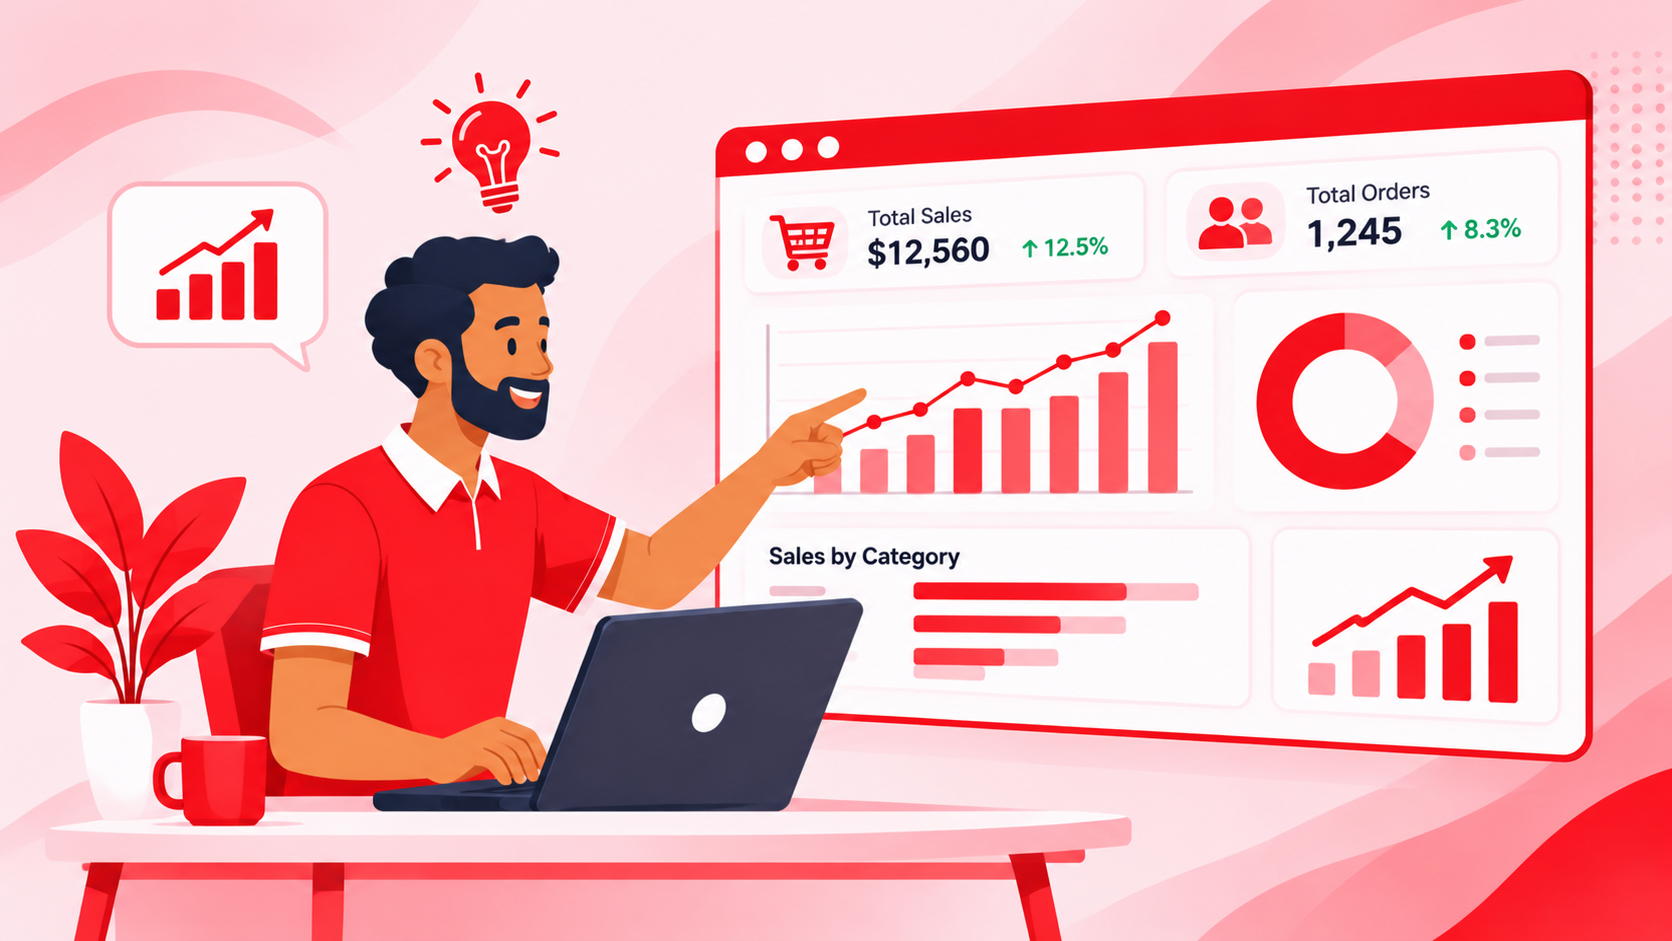 Total Sales
$12,560 ↑ 12.5%
Total Orders
1,245 ↑ 8.3%
Sales by Category